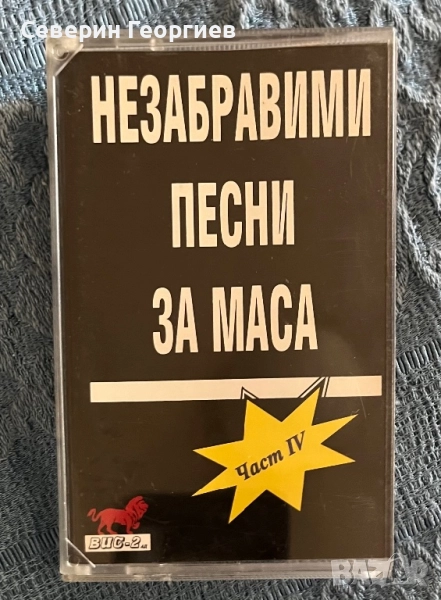 Северин Георгиев
НЕЗАБРАВИМИ
ПЕСНИ
ЗА МАСА
Част IV
ВИС-2